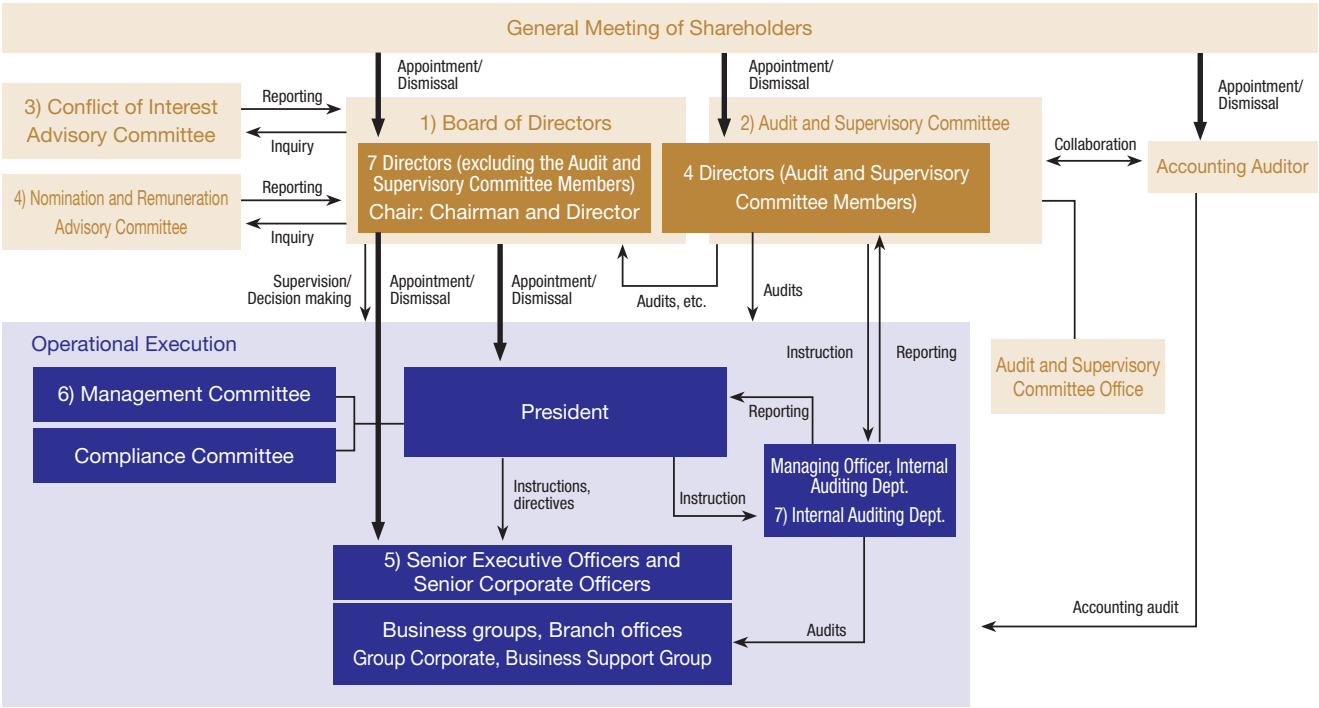 General Meeting of Shareholders
Appointment/
Dismissal
Appointment/
Dismissal
Appointment/
Dismissal
3) Conflict of Interest
Advisory Committee
Reporting
Inquiry
1) Board of Directors
7 Directors (excluding the Audit and
Supervisory Committee Members)
Chair: Chairman and Director
2) Audit and Supervisory Committee
4 Directors (Audit and Supervisory
Committee Members)
Collaboration
Accounting Auditor
4) Nomination and Remuneration
Advisory Committee
Reporting
Inquiry
Supervision/
Decision making
Appointment/
Dismissal
Appointment/
Dismissal
Audits, etc.
Audits
Instruction
Reporting
Audit and Supervisory
Committee Office
Operational Execution
6) Management Committee
Compliance Committee
President
Reporting
Managing Officer, Internal
Auditing Dept.
7) Internal Auditing Dept.
Instructions,
directives
Instruction
5) Senior Executive Officers and
Senior Corporate Officers
Business groups, Branch offices
Group Corporate, Business Support Group
Audits
Accounting audit